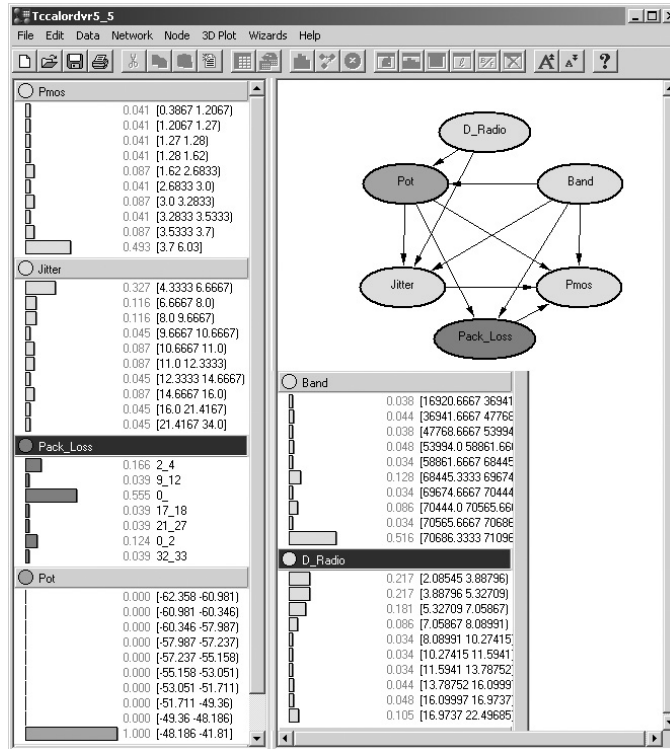 Tccalordvr5_5
File Edit Data Network Node 3D Plot Wizards Help
Pmos
0.041 [0.3867 1.2067)
0.041 [1.2067 1.27)
0.041 [1.27 1.28)
0.041 [1.28 1.62)
0.087 [1.62 2.6833)
0.041 [2.6833 3.0)
0.087 [3.0 3.2833)
0.041 [3.2833 3.5333)
0.087 [3.5333 3.7)
0.493 [3.7 6.03]
Jitter
0.327 [4.3333 6.6667)
0.116 [6.6667 8.0)
0.116 [8.0 9.6667)
0.045 [9.6667 10.6667)
0.087 [10.6667 11.0)
0.087 [11.0 12.3333)
0.045 [12.3333 14.6667)
0.087 [14.6667 16.0)
0.045 [16.0 21.4167)
0.045 [21.4167 34.0]
Pack_Loss
0.166 2_4
0.039 9_12
0.555 0_
0.039 17_18
0.039 21_27
0.124 0_2
0.039 32_33
Pot
0.000 [-62.358 -60.981)
0.000 [-60.981 -60.346)
0.000 [-60.346 -57.987)
0.000 [-57.987 -57.237)
0.000 [-57.237 -55.158)
0.000 [-55.158 -53.051)
0.000 [-53.051 -51.711)
0.000 [-51.711 -49.36)
0.000 [-49.36 -48.186)
1.000 [-48.186 -41.81]
D_Radio
Pot
Band
Jitter
Pmos
Pack_Loss
Band
0.038 [16920.6667 36941
0.044 [36941.6667 47768
0.038 [47768.6667 53994
0.048 [53994.0 58861.66
0.034 [58861.6667 68445
0.128 [68445.3333 69674
0.034 [69674.6667 70444
0.086 [70444.0 70565.66
0.034 [70565.6667 70686
0.516 [70686.3333 71096
D_Radio
0.217 [2.08545 3.88796)
0.217 [3.88796 5.32709)
0.181 [5.32709 7.05867)
0.086 [7.05867 8.08991)
0.034 [8.08991 10.27415)
0.034 [10.27415 11.5941)
0.034 [11.5941 13.78752)
0.044 [13.78752 16.0999
0.048 [16.09997 16.9737)
0.105 [16.9737 22.49685)